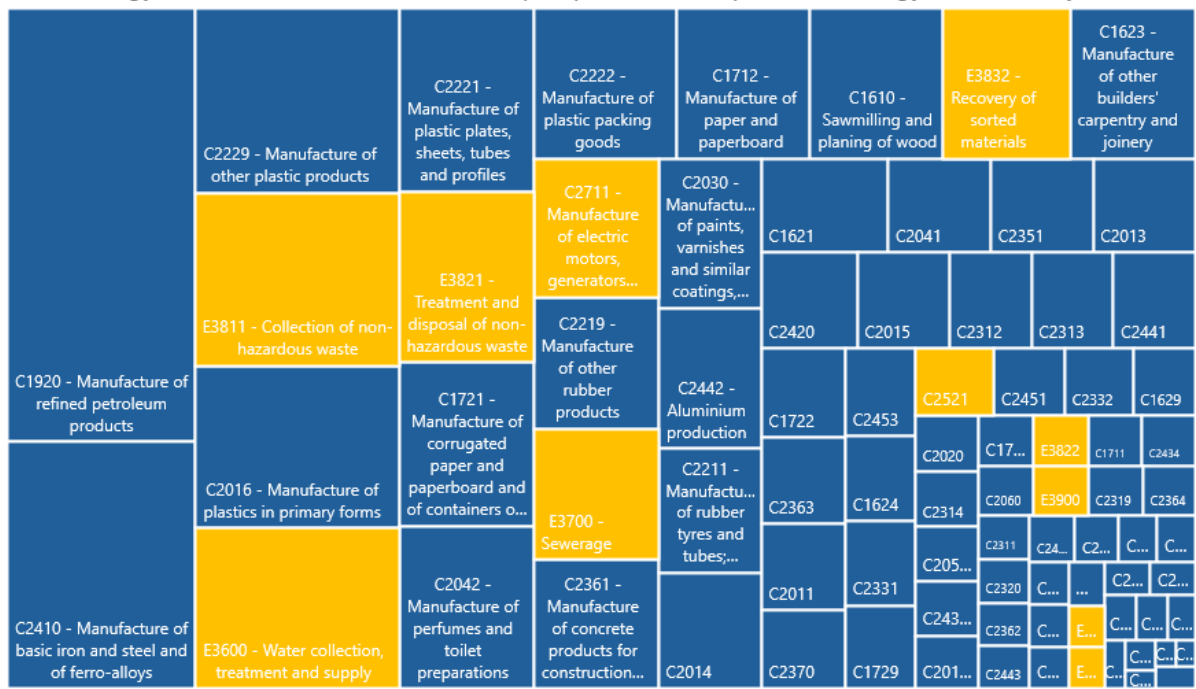 C1920 - Manufacture of
refined petroleum
products
C2410 - Manufacture of
basic iron and steel and
of ferro-alloys
C2229 - Manufacture of
other plastic products
E3811 - Collection of non-
hazardous waste
C2016 - Manufacture of
plastics in primary forms
E3600 - Water collection,
treatment and supply
C2221 -
Manufacture of
plastic plates,
sheets, tubes
and profiles
E3821 -
Treatment and
disposal of non-
hazardous waste
C1721 -
Manufacture of
corrugated
paper and
paperboard and
of containers o...
C2042 -
Manufacture of
perfumes and
toilet
preparations
C2222 -
Manufacture of
plastic packing
goods
C1712 -
Manufacture of
paper and
paperboard
C1610 -
Sawmilling and
planing of wood
E3832 -
Recovery of
sorted
materials
C1623 -
Manufacture
of other
builders'
carpentry and
joinery
C2711 -
Manufacture
of electric
motors,
generators...
C2219 -
Manufacture
of other
rubber
products
E3700 -
Sewerage
C2361 -
Manufacture
of concrete
products for
construction...
C2030 -
Manufactu...
of paints,
varnishes
and similar
coatings,...
C2442 -
Aluminium
production
C2211 -
Manufactu...
of rubber
tyres and
tubes;...
C2014
C1621
C2041
C2351
C2013
C2420
C2015
C2312
C2313
C2441
C1722
C2453
C2521
C2451
C2332
C1629
C2363
C1624
C2020
C17...
E3822
C1711
C2434
C2314
C2060
E3900
C2319
C2364
C2011
C2331
C205...
C2311
C24...
C2...
C...
C...
C2320
C...
...
C2...
C2...
C243...
C2362
C...
E...
C...
C...
C...
C2370
C1729
C201...
C2443
C...
E...
C...
C...
C...
C...
C...